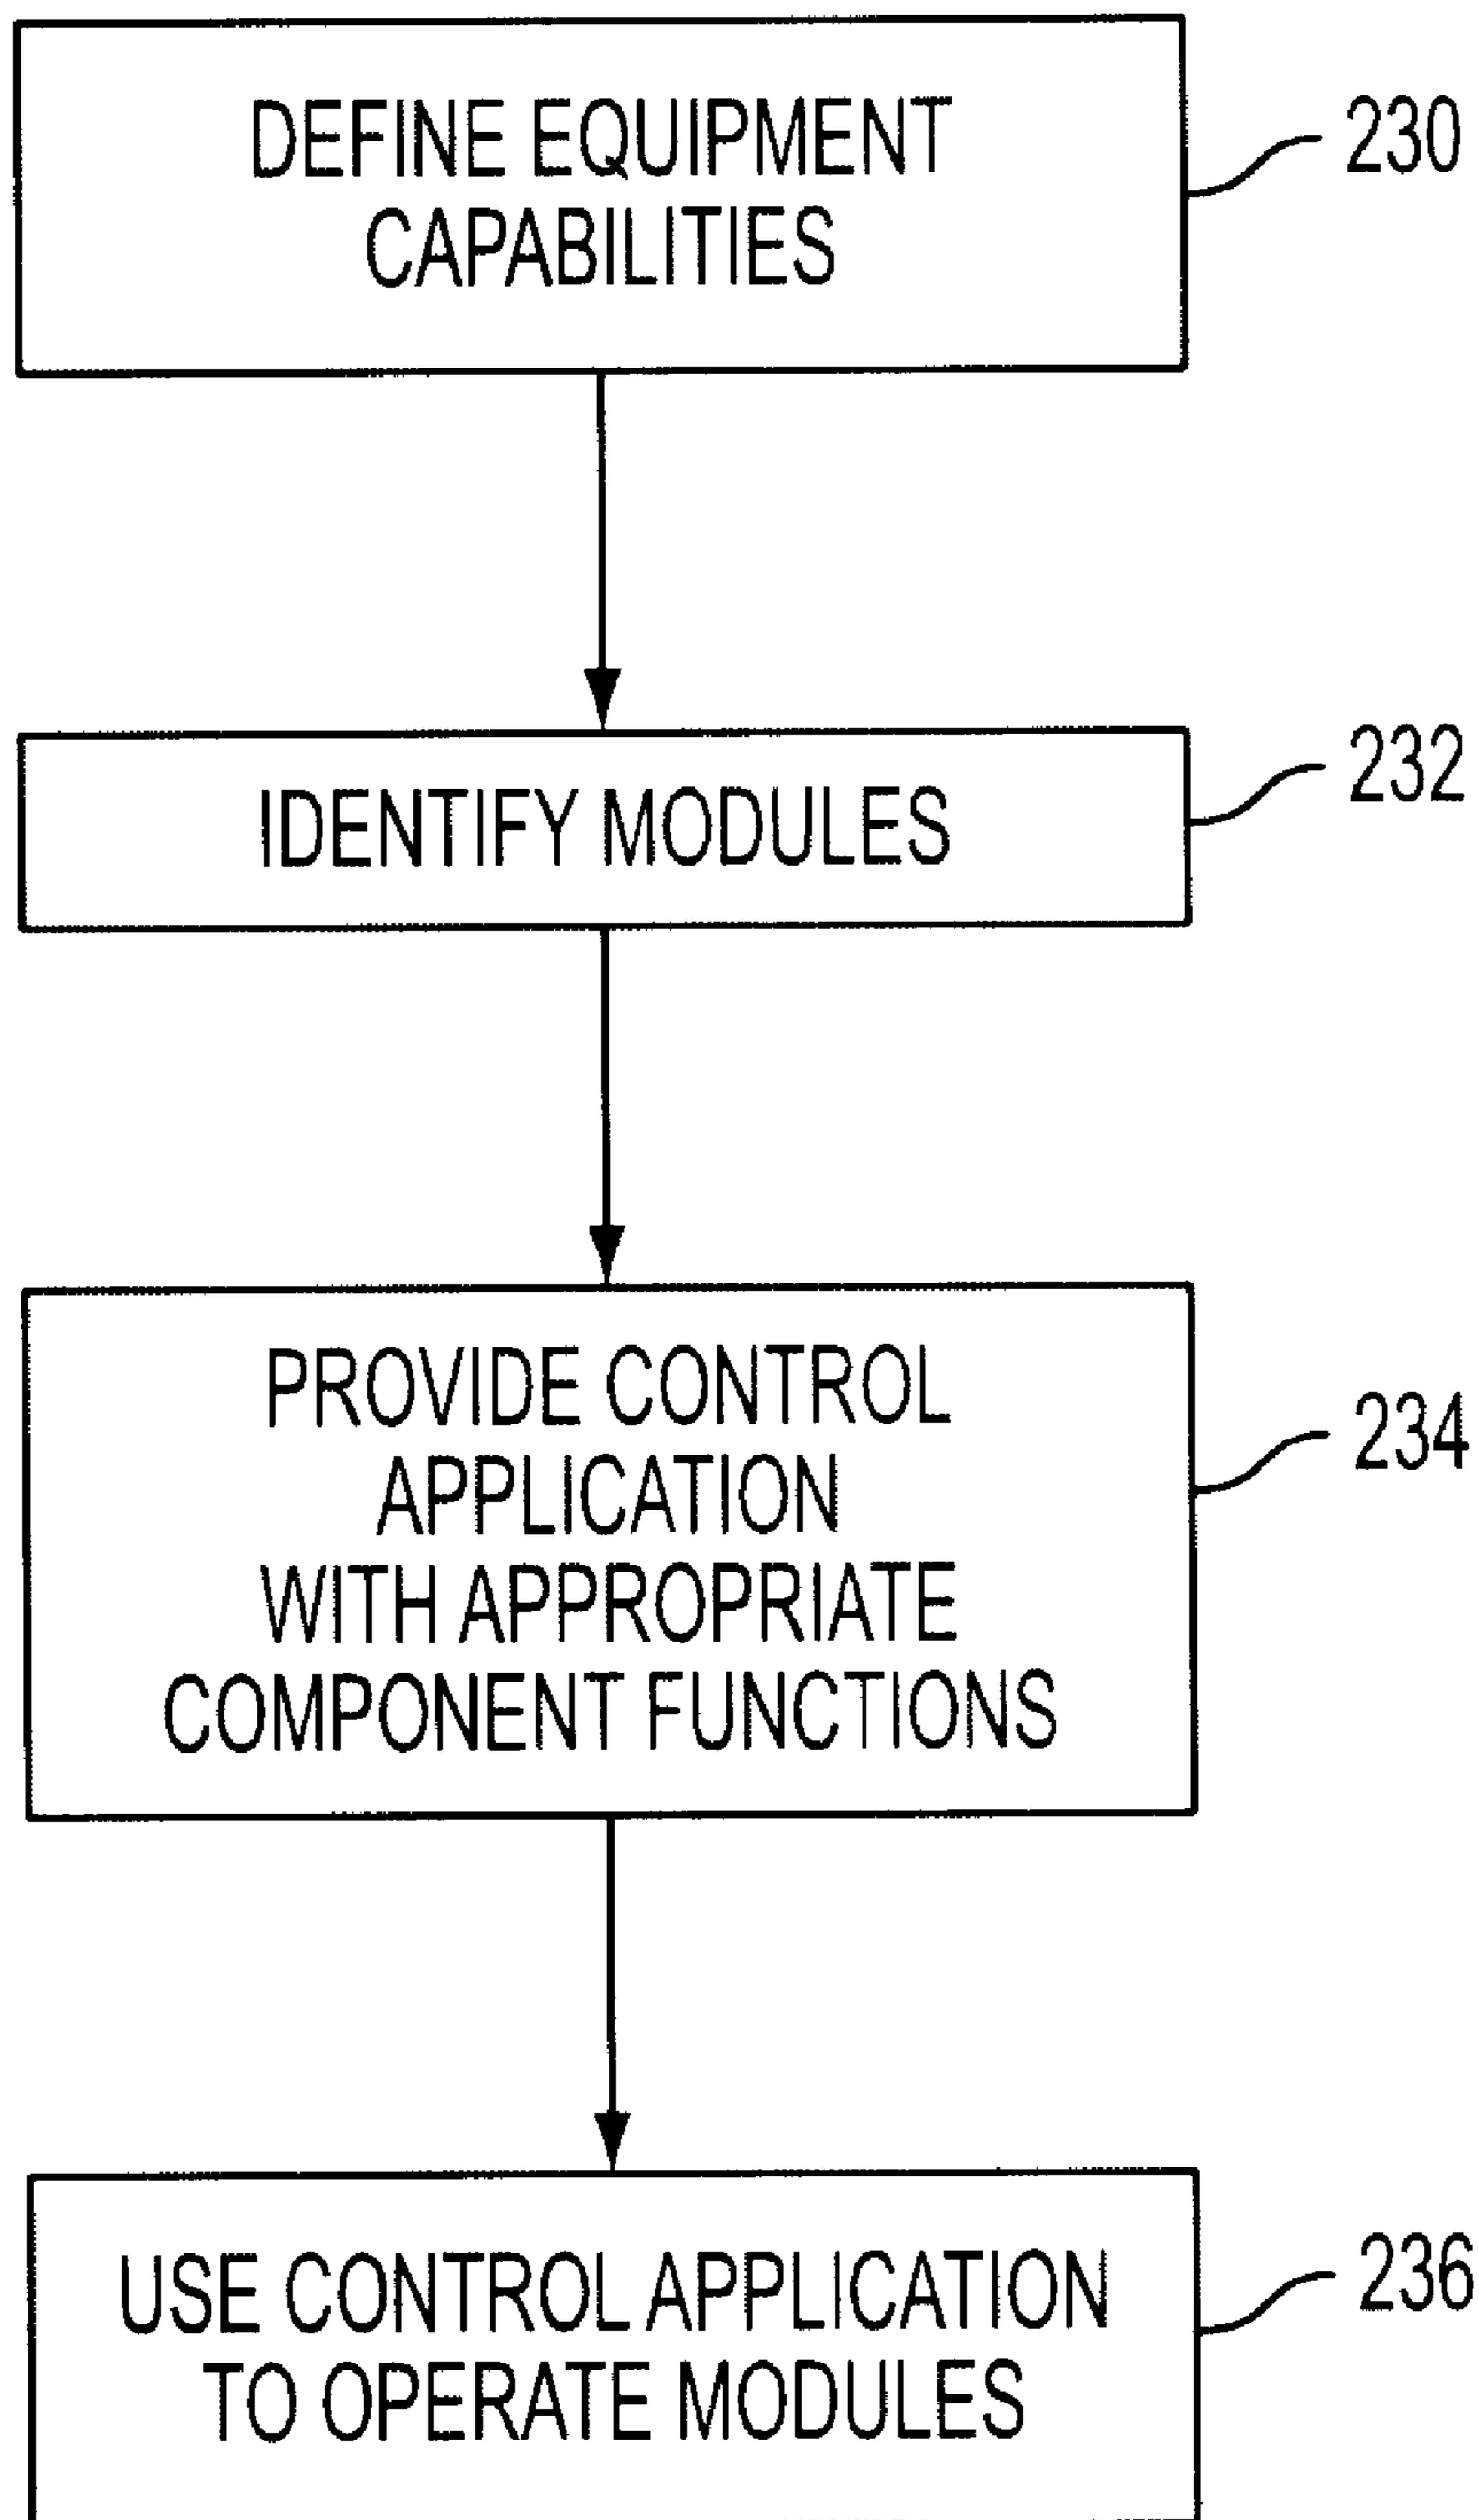 DEFINE EQUIPMENT
CAPABILITIES
230
IDENTIFY MODULES
232
PROVIDE CONTROL
APPLICATION
WITH APPROPRIATE
COMPONENT FUNCTIONS
234
USE CONTROL APPLICATION
TO OPERATE MODULES
236